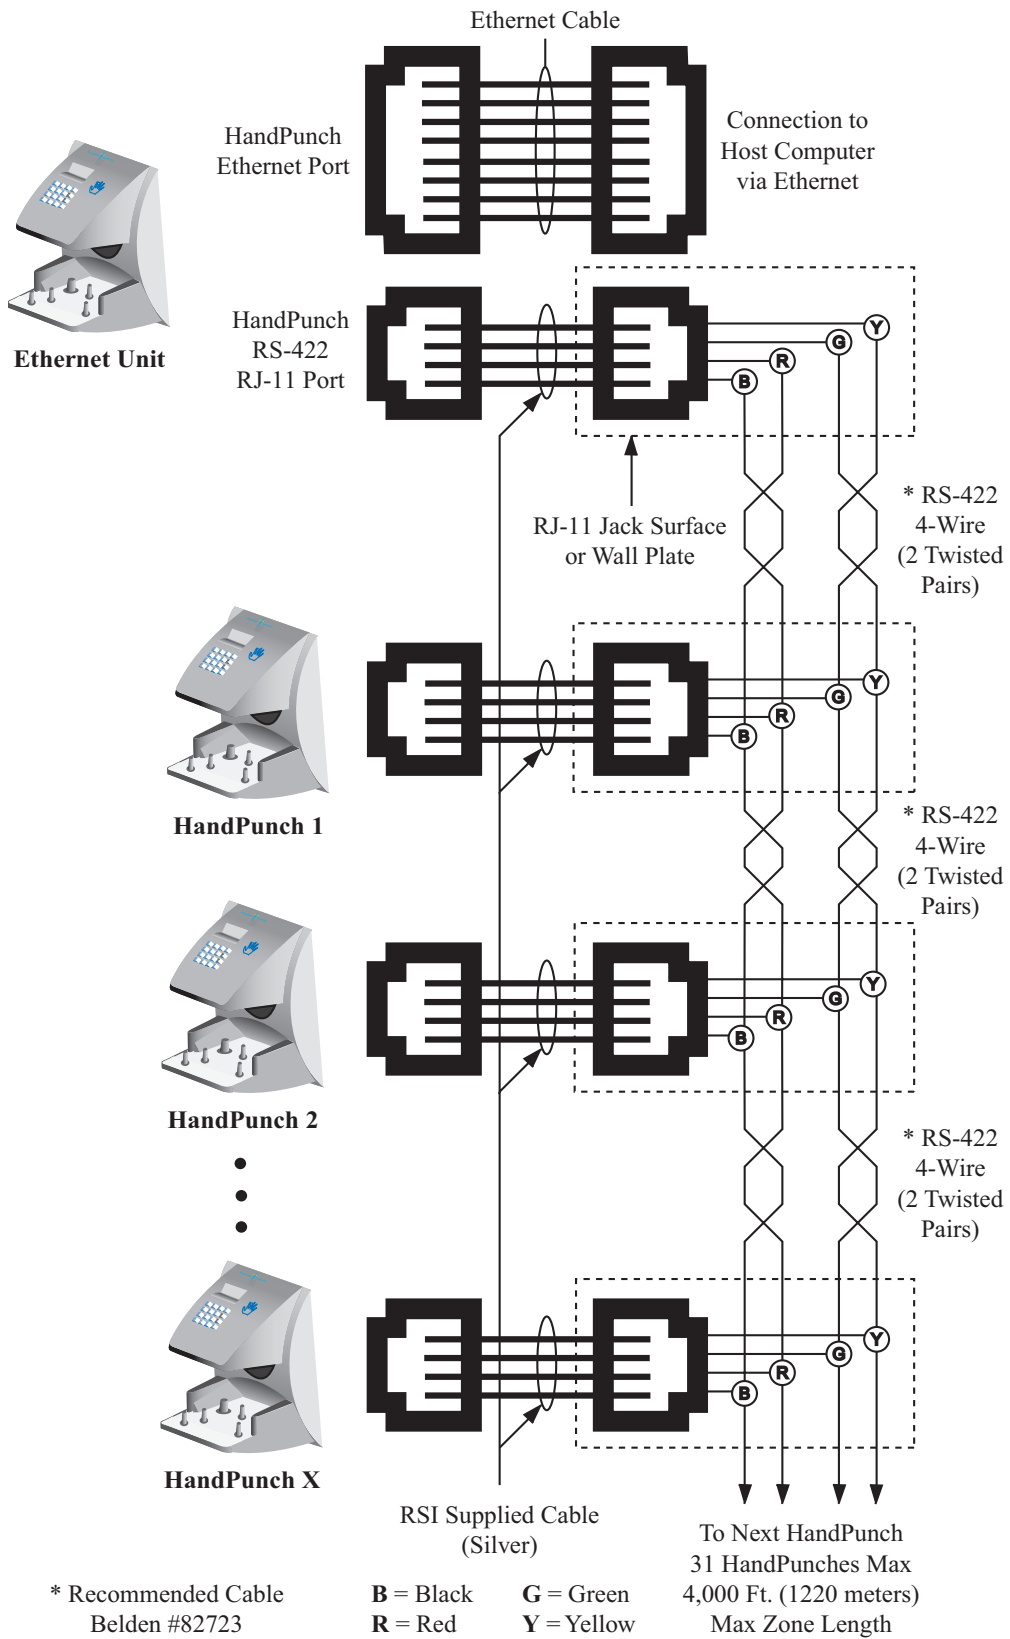 Ethernet Cable
HandPunch
Ethernet Port
Connection to
Host Computer
via Ethernet
Ethernet Unit
HandPunch
RS-422
RJ-11 Port
Y
G
R
B
RJ-11 Jack Surface
or Wall Plate
* RS-422
4-Wire
(2 Twisted
Pairs)
HandPunch 1
Y
G
R
B
* RS-422
4-Wire
(2 Twisted
Pairs)
HandPunch 2
Y
G
R
B
* RS-422
4-Wire
(2 Twisted
Pairs)
HandPunch X
Y
G
R
B
RSI Supplied Cable
(Silver)
To Next HandPunch
31 HandPunches Max
4,000 Ft. (1220 meters)
Max Zone Length
* Recommended Cable
Belden #82723
B = Black
R = Red
G = Green
Y = Yellow